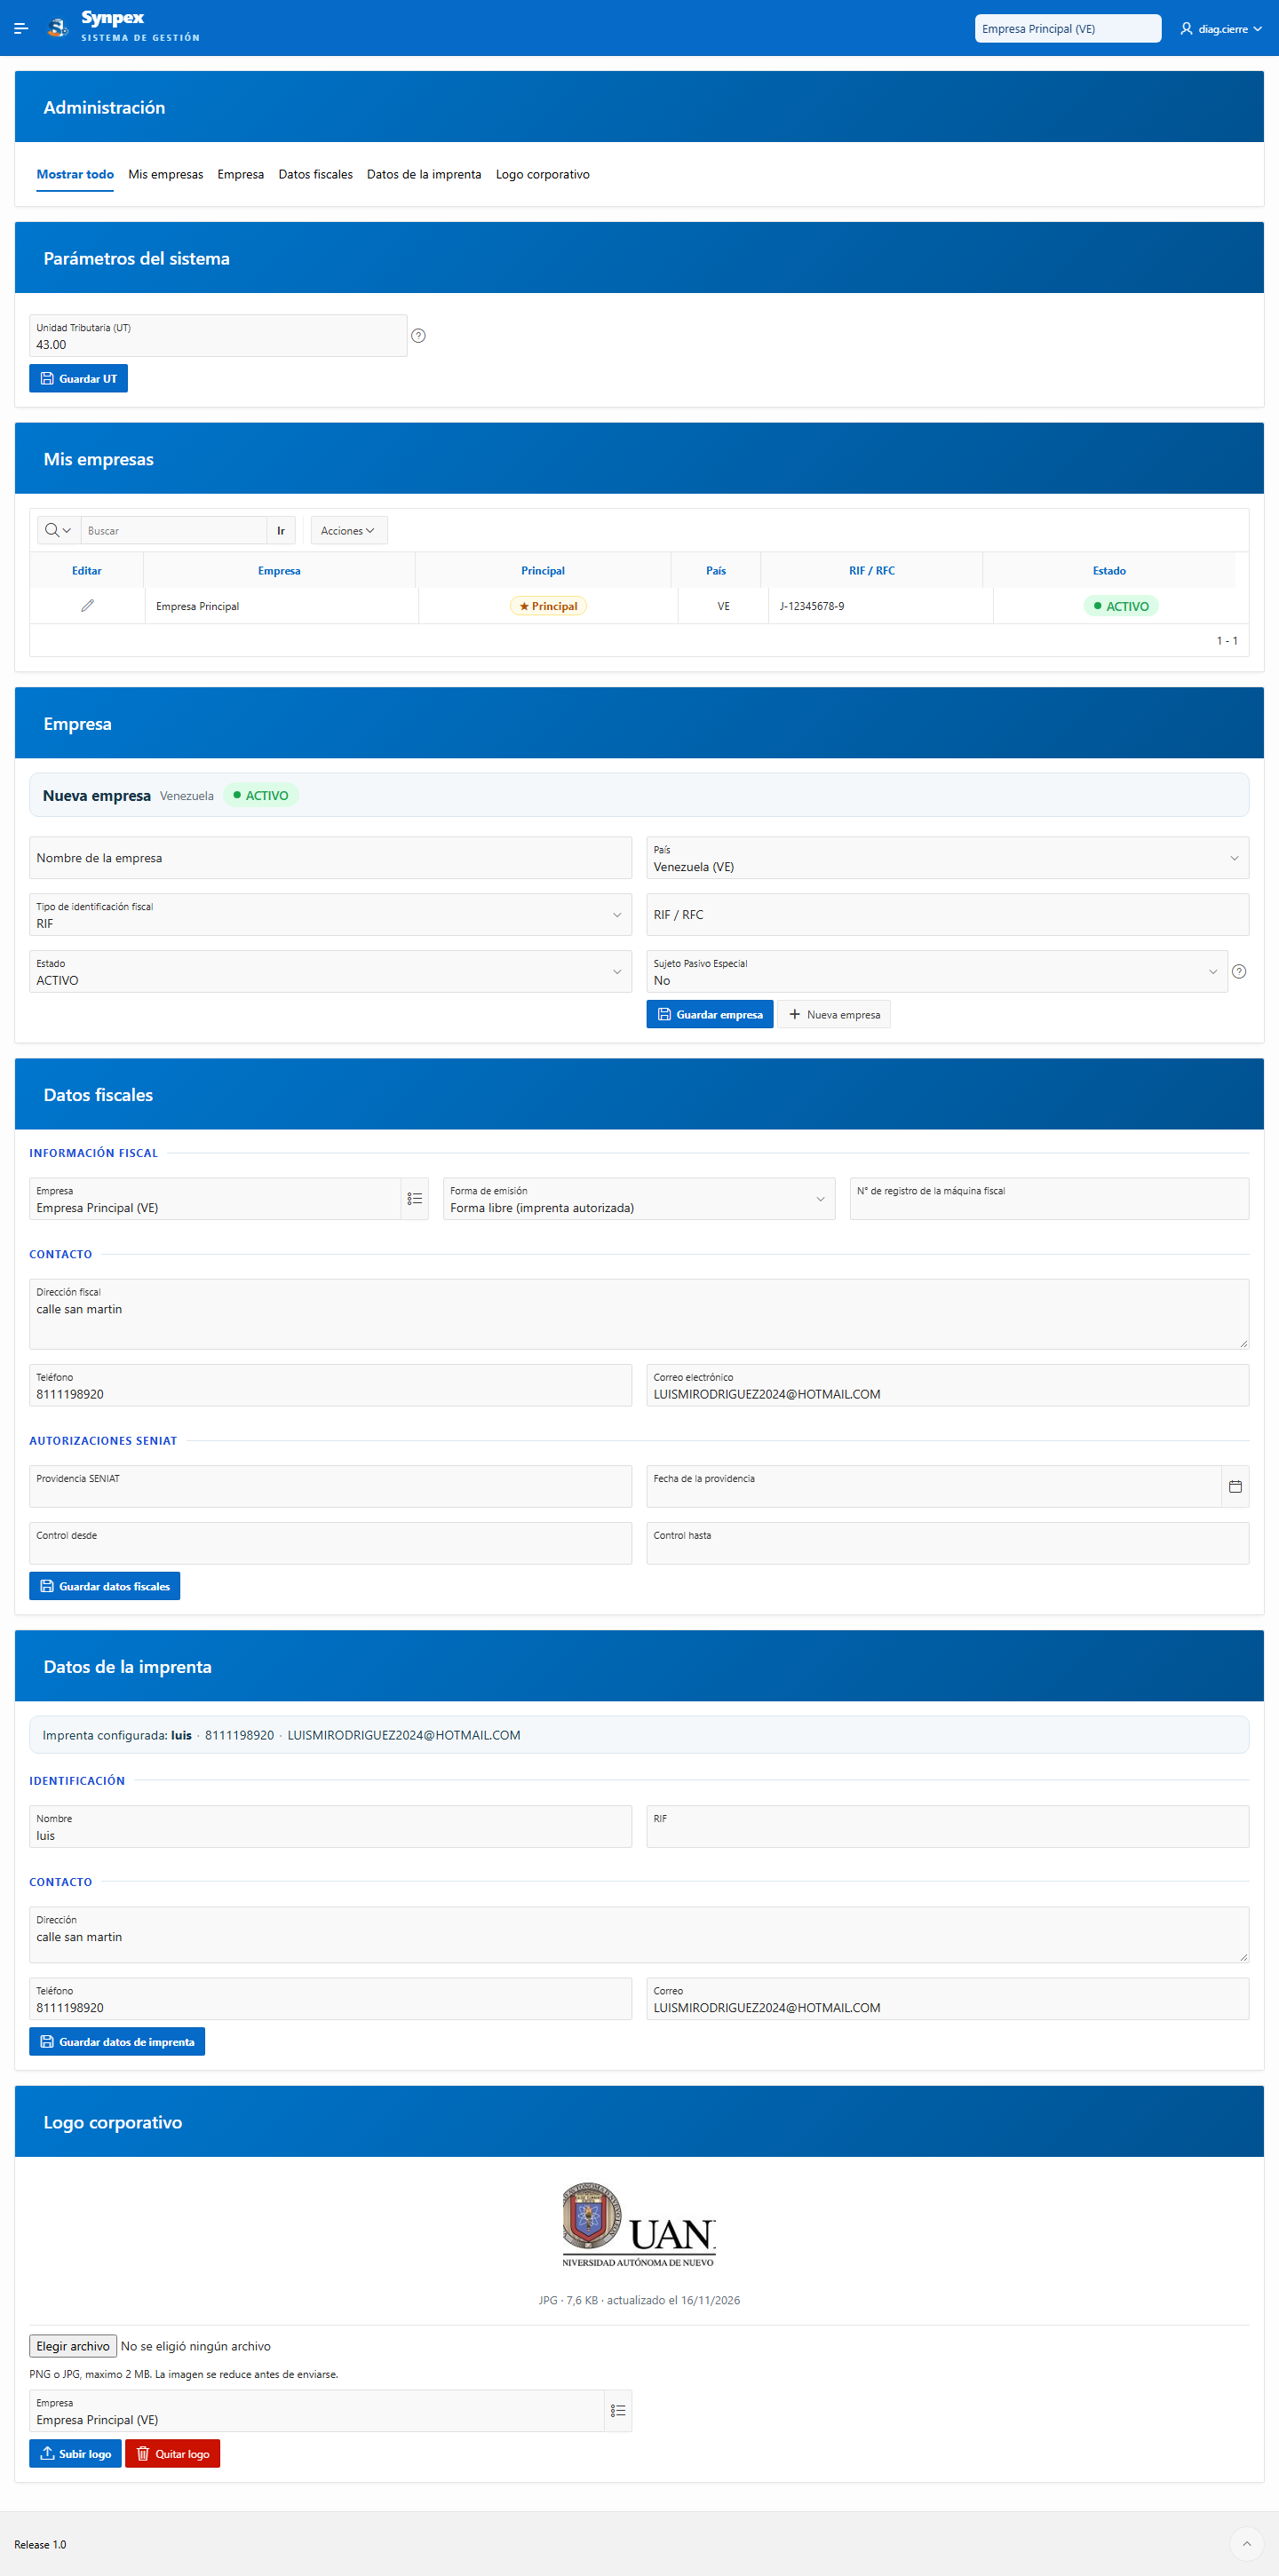 Synpex
SISTEMA DE GESTIÓN
Empresa Principal (VE)
diag.cierre
Administración
Mostrar todo Mis empresas Empresa Datos fiscales Datos de la imprenta Logo corporativo
Parámetros del sistema
Unidad Tributaria (UT)
43.00
Guardar UT
Mis empresas
Buscar Ir Acciones
Editar Empresa Principal País RIF / RFC Estado
Empresa Principal ★ Principal VE J-12345678-9 ACTIVO
1 - 1
Empresa
Nueva empresa Venezuela ACTIVO
Nombre de la empresa
País
Venezuela (VE)
Tipo de identificación fiscal
RIF
RIF / RFC
Estado
ACTIVO
Sujeto Pasivo Especial
No
Guardar empresa
Nueva empresa
Datos fiscales
INFORMACIÓN FISCAL
Empresa
Empresa Principal (VE)
Forma de emisión
Forma libre (imprenta autorizada)
N° de registro de la máquina fiscal
CONTACTO
Dirección fiscal
calle san martin
Teléfono
8111198920
Correo electrónico
LUISMIRODRIGUEZ2024@HOTMAIL.COM
AUTORIZACIONES SENIAT
Providencia SENIAT
Fecha de la providencia
Control desde
Control hasta
Guardar datos fiscales
Datos de la imprenta
Imprenta configurada: luis · 8111198920 · LUISMIRODRIGUEZ2024@HOTMAIL.COM
IDENTIFICACIÓN
Nombre
luis
RIF
CONTACTO
Dirección
calle san martin
Teléfono
8111198920
Correo
LUISMIRODRIGUEZ2024@HOTMAIL.COM
Guardar datos de imprenta
Logo corporativo
UAN
NIVERSIDAD AUTÓNOMA DE NUEVO
JPG · 7,6 KB · actualizado el 16/11/2026
Elegir archivo No se eligió ningún archivo
PNG o JPG, maximo 2 MB. La imagen se reduce antes de enviarse.
Empresa
Empresa Principal (VE)
Subir logo
Quitar logo
Release 1.0